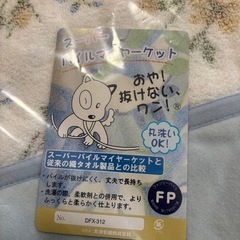 スーパー
パイルマイヤーケット
おや!
抜けない、
ワン!®
丸洗い
OK!
スーパーパイルマイヤーケットと
従来の織タオル製品との比較
・パイルが抜けにくく、丈夫で長持ち
します。
・洗濯の際、柔軟剤との併用で、より
ふっくらと柔らかく仕上がります。
FP
No. DFX-312